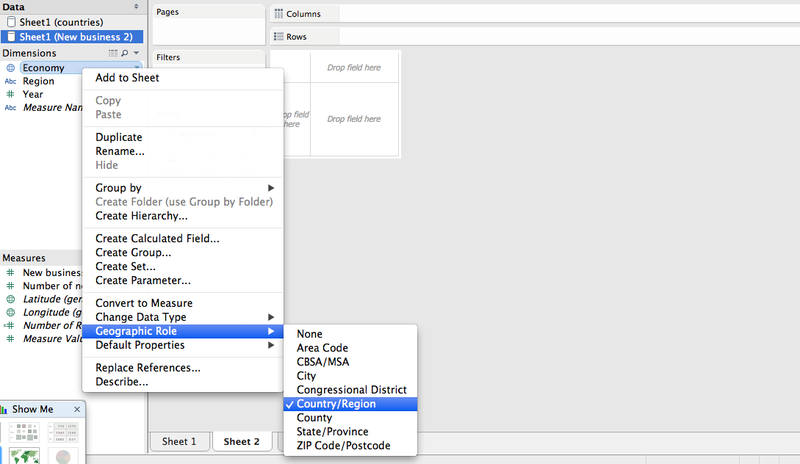 Data
Sheet1 (countries)
Sheet1 (New business 2)
Dimensions
Economy
Abc Region
# Year
Abc Measure Nam
Measures
# New busines
# Number of ne
Latitude (gen
Longitude (g
# Number of R
# Measure Valu
Show Me
Pages
Filters
Columns
Rows
Drop field here
Drop field here
Drop field here
Add to Sheet
Copy
Paste
Duplicate
Rename...
Hide
Group by
Create Folder (use Group by Folder)
Create Hierarchy...
Create Calculated Field...
Create Group...
Create Set...
Create Parameter...
Convert to Measure
Change Data Type
Geographic Role
Default Properties
Replace References...
Describe...
None
Area Code
CBSA/MSA
City
Congressional District
✓ Country/Region
County
State/Province
ZIP Code/Postcode
Sheet 1
Sheet 2